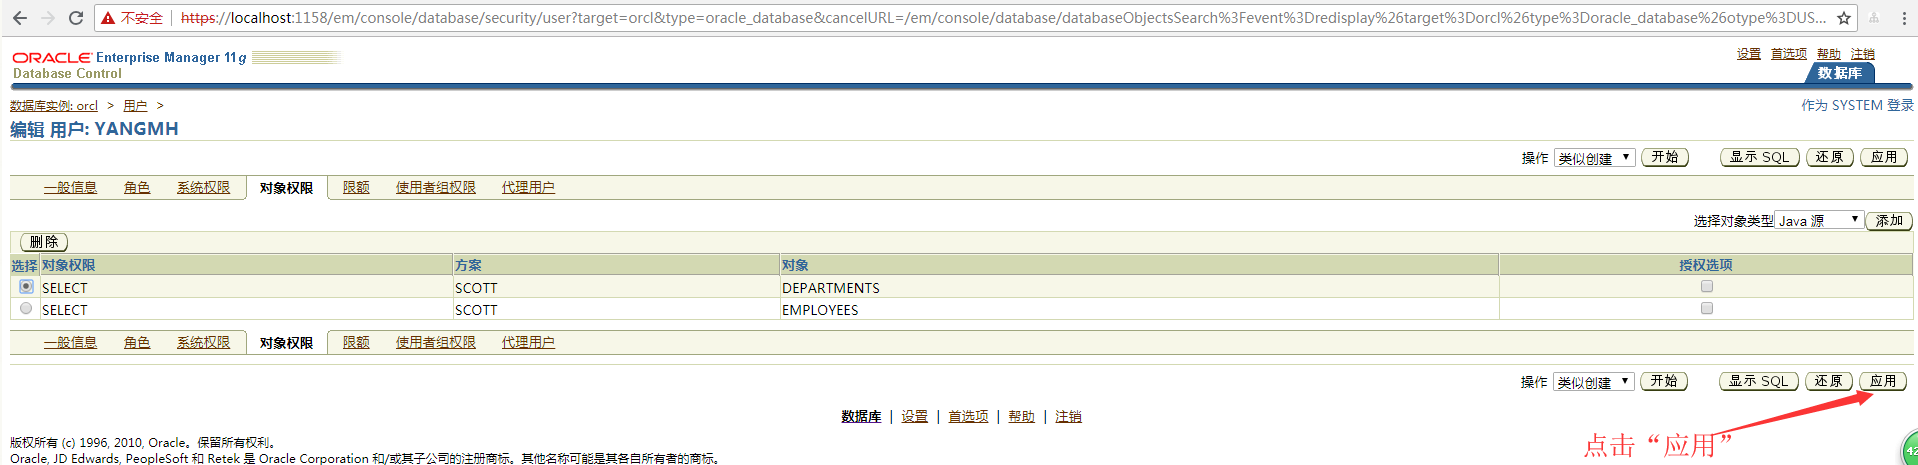 不安全 https://localhost:1158/em/console/database/security/user?target=orcl&type=oracle_database&cancelURL=/em/console/database/databaseObjectsSearch%3Fevent%3Dredisplay%26target%3Dorcl%26type%3Doracle_database%26otype%3DUS...
ORACLE Enterprise Manager 11g
Database Control
设置 首选项 帮助 注销
数据库
数据库实例: orcl > 用户 >
作为 SYSTEM 登录
编辑 用户: YANGMH
操作 类似创建 开始 显示 SQL 还原 应用
一般信息 角色 系统权限 对象权限 限额 使用者组权限 代理用户
选择对象类型 Java 源 添加
删除
选择 对象权限 方案 对象 授权选项
SELECT SCOTT DEPARTMENTS
SELECT SCOTT EMPLOYEES
一般信息 角色 系统权限 对象权限 限额 使用者组权限 代理用户
操作 类似创建 开始 显示 SQL 还原 应用
数据库 | 设置 | 首选项 | 帮助 | 注销
点击“应用”
版权所有 (c) 1996, 2010, Oracle。保留所有权利。
Oracle, JD Edwards, PeopleSoft 和 Retek 是 Oracle Corporation 和/或其子公司的注册商标。其他名称可能是其各自所有者的商标。